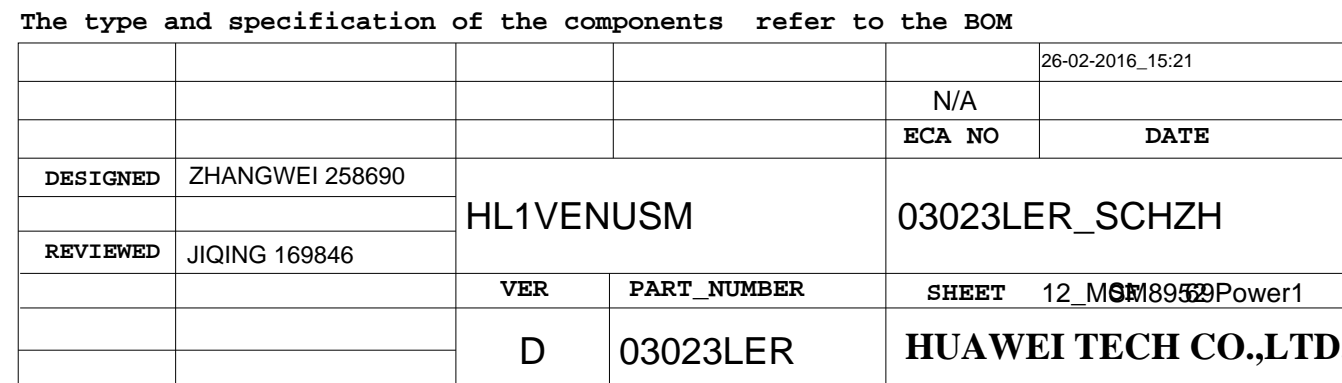 The type and specification of the components refer to the BOM
26-02-2016_15:21
N/A
ECA NO DATE
DESIGNED ZHANGWEI 258690
HL1VENUSM 03023LER_SCHZH
REVIEWED JIQING 169846
VER PART_NUMBER SHEET
D 03023LER HUAWEI TECH CO.,LTD